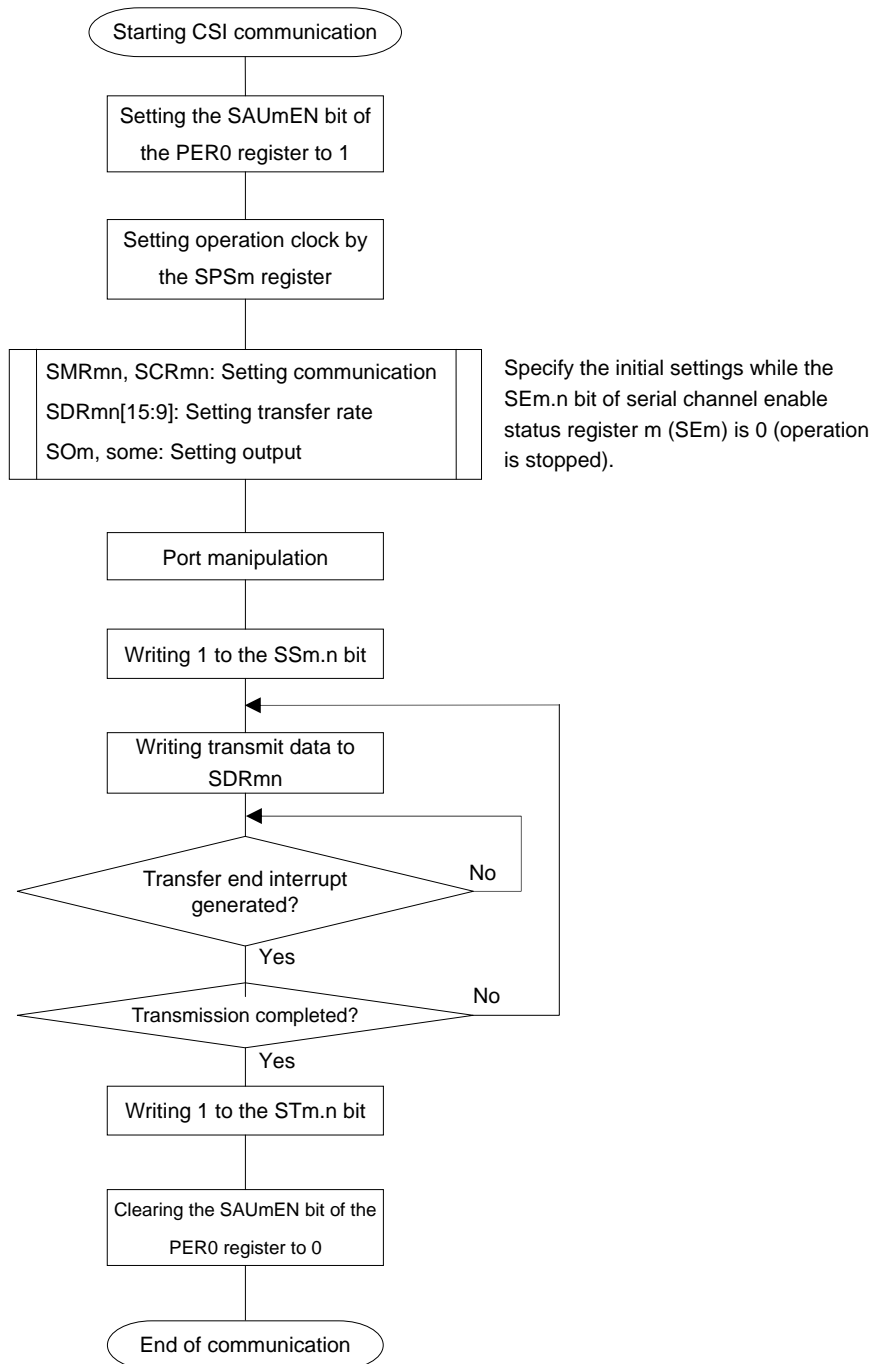 Starting CSI communication
Setting the SAUmEN bit of
the PER0 register to 1
Setting operation clock by
the SPSm register
SMRmn, SCRmn: Setting communication
SDRmn[15:9]: Setting transfer rate
SOm, some: Setting output
Specify the initial settings while the
SEm.n bit of serial channel enable
status register m (SEm) is 0 (operation
is stopped).
Port manipulation
Writing 1 to the SSm.n bit
Writing transmit data to
SDRmn
Transfer end interrupt
generated?
No
Yes
Transmission completed?
No
Yes
Writing 1 to the STm.n bit
Clearing the SAUmEN bit of the
PER0 register to 0
End of communication